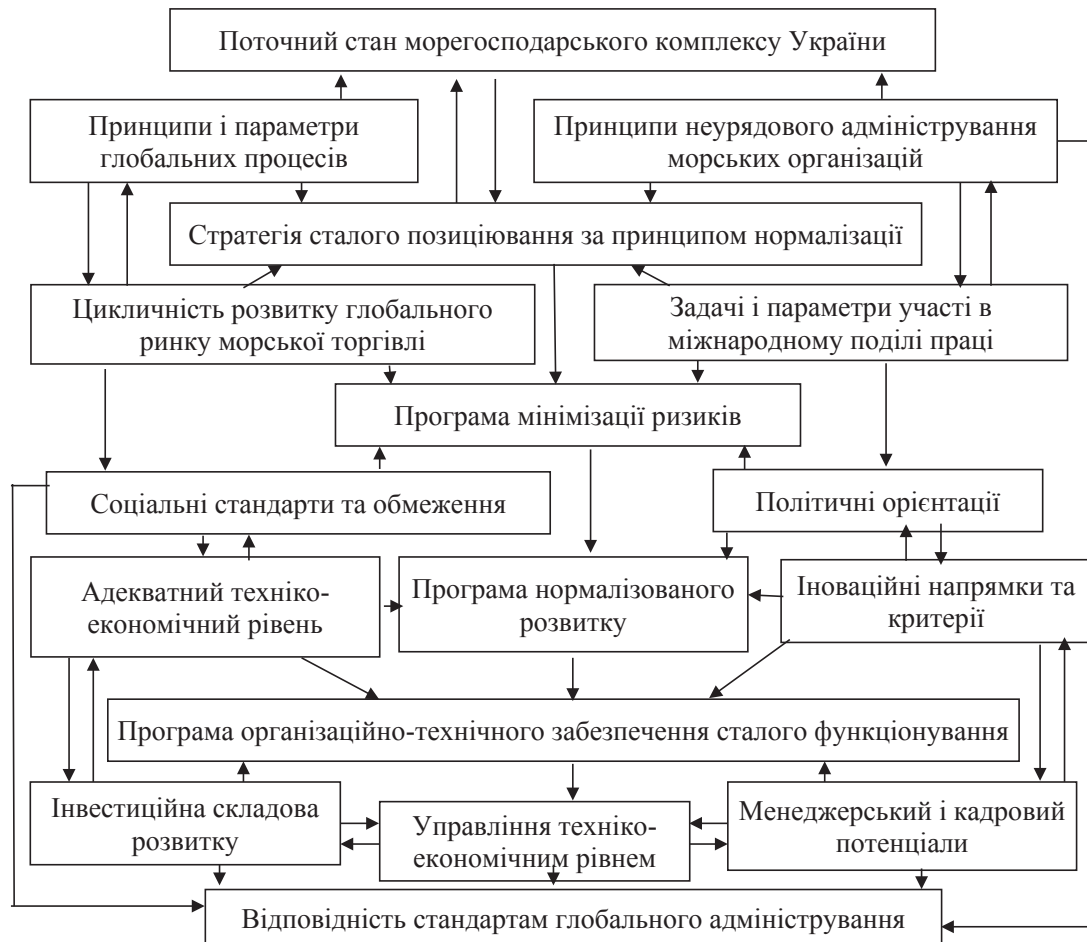 Поточний стан морегосподарського комплексу України
Принципи і параметри
глобальних процесів
Принципи неурядового адміністрування
морських організацій
Стратегія сталого позиціювання за принципом нормалізації
Цикличність розвитку глобального
ринку морської торгівлі
Задачі і параметри участі в
міжнародному поділі праці
Програма мінімізації ризиків
Соціальні стандарти та обмеження
Політичні орієнтації
Адекватний техніко-
економічний рівень
Програма нормалізованого
розвитку
Іноваційні напрямки та
критерії
Програма організаційно-технічного забезпечення сталого функціонування
Інвестиційна складова
розвитку
Управління техніко-
економічним рівнем
Менеджерський і кадровий
потенціали
Відповідність стандартам глобального адміністрування